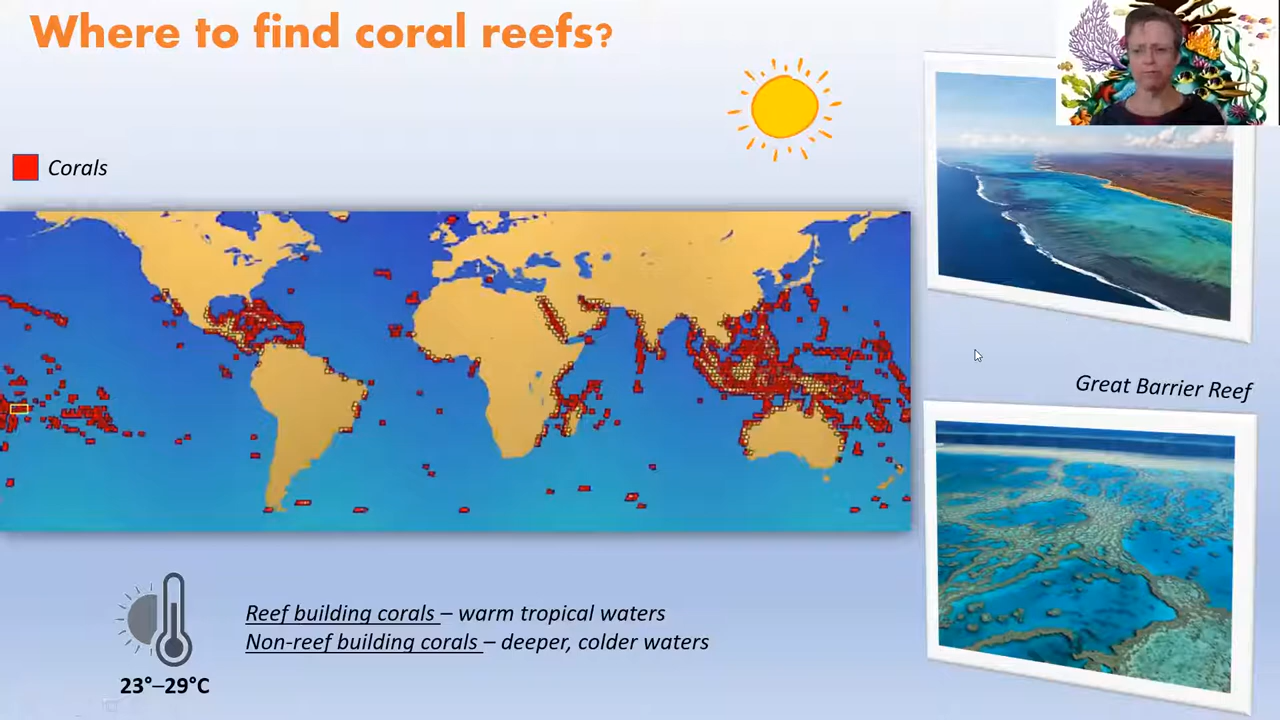 Where to find coral reefs?
Corals
Great Barrier Reef
Reef building corals – warm tropical waters
Non-reef building corals – deeper, colder waters
23°–29°C